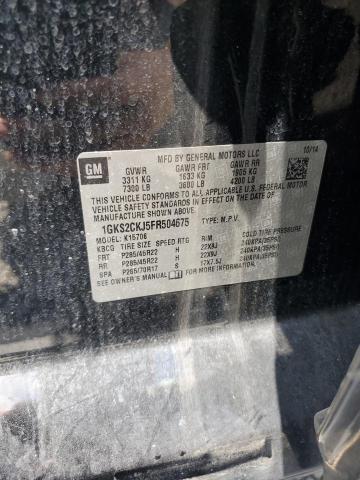 GM
MFD BY GENERAL MOTORS LLC
10/14
GVWR GAWR FRT GAWR RR
3311 KG 1633 KG 1905 KG
7300 LB 3600 LB 4200 LB
THIS VEHICLE CONFORMS TO ALL APPLICABLE U.S. FEDERAL MOTOR
VEHICLE SAFETY STANDARDS IN EFFECT ON THE DATE OF
MANUFACTURE SHOWN ABOVE.
1GKS2CKJ5FR504675 TYPE: M.P.V.
MODEL: K15706
KBCG TIRE SIZE SPEED RTG RIM COLD TIRE PRESSURE
FRT P285/45R22 H 22X9J 240KPA(35PSI)
RR P285/45R22 H 22X9J 240KPA(35PSI)
SPA P265/70R17 S 17X7.5J 240KPA(35PSI)
SEE OWNER'S MANUAL FOR ADDITIONAL INFORMATION